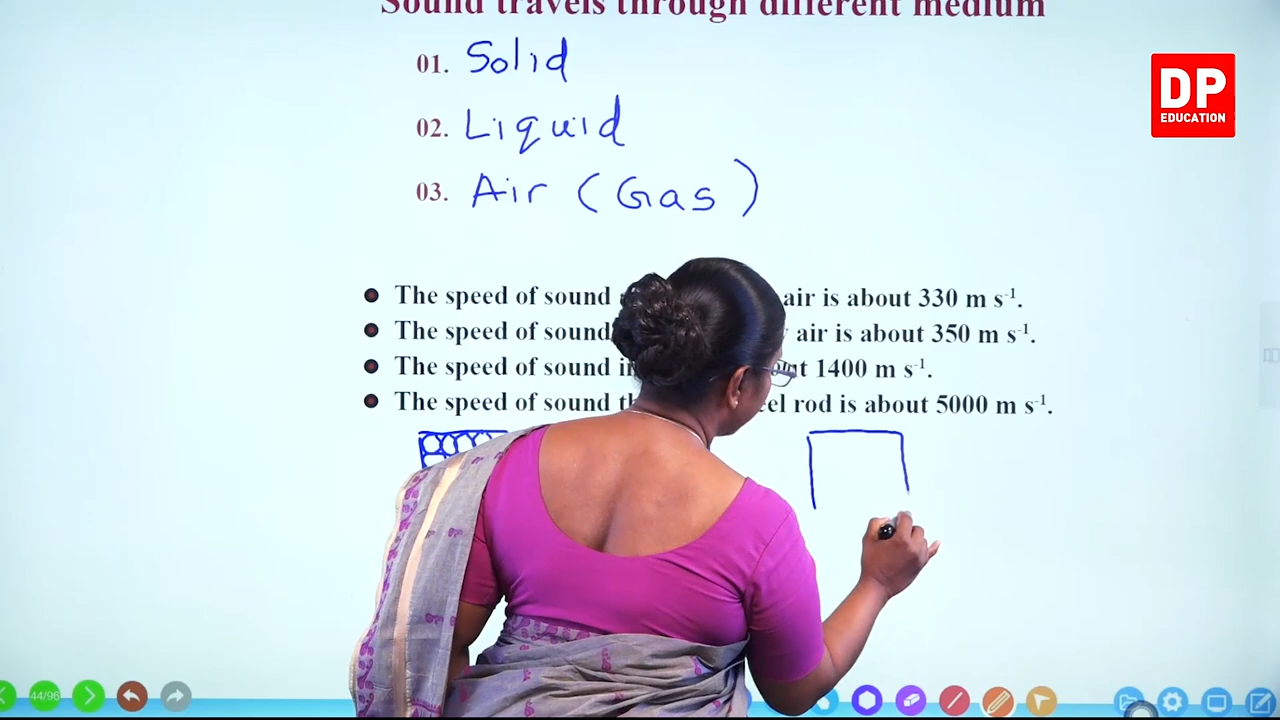 Sound travels through different medium
01. Solid
02. Liquid
03. Air (Gas)
The speed of sound air is about 330 m s⁻¹.
The speed of sound air is about 350 m s⁻¹.
The speed of sound 1400 m s⁻¹.
The speed of sound rod is about 5000 m s⁻¹.
DP
EDUCATION
44/96